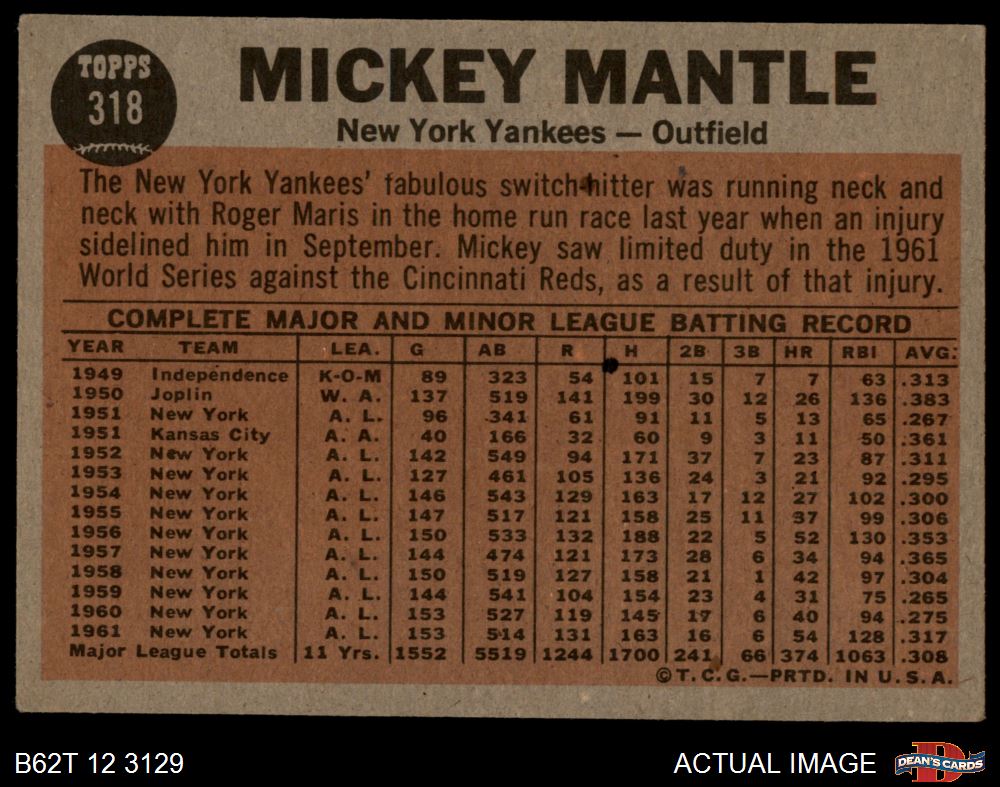 TOPPS
318
MICKEY MANTLE
New York Yankees — Outfield
The New York Yankees' fabulous switch-hitter was running neck and
neck with Roger Maris in the home run race last year when an injury
sidelined him in September. Mickey saw limited duty in the 1961
World Series against the Cincinnati Reds, as a result of that injury.
COMPLETE MAJOR AND MINOR LEAGUE BATTING RECORD
YEAR TEAM LEA. G AB R H 2B 3B HR RBI AVG.
1949 Independence K-O-M 89 323 54 101 15 7 7 63 .313
1950 Joplin W. A. 137 519 141 199 30 12 26 136 .383
1951 New York A. L. 96 341 61 91 11 5 13 65 .267
1951 Kansas City A. A. 40 166 32 60 9 3 11 50 .361
1952 New York A. L. 142 549 94 171 37 7 23 87 .311
1953 New York A. L. 127 461 105 136 24 3 21 92 .295
1954 New York A. L. 146 543 129 163 17 12 27 102 .300
1955 New York A. L. 147 517 121 158 25 11 37 99 .306
1956 New York A. L. 150 533 132 188 22 5 52 130 .353
1957 New York A. L. 144 474 121 173 28 6 34 94 .365
1958 New York A. L. 150 519 127 158 21 1 42 97 .304
1959 New York A. L. 144 541 104 154 23 4 31 75 .265
1960 New York A. L. 153 527 119 145 17 6 40 94 .275
1961 New York A. L. 153 514 131 163 16 6 54 128 .317
Major League Totals 11 Yrs. 1552 5519 1244 1700 241 66 374 1063 .308
© T. C. G.—PRTD. IN U. S. A.
B62T 12 3129
ACTUAL IMAGE
DEAN'S CARDS